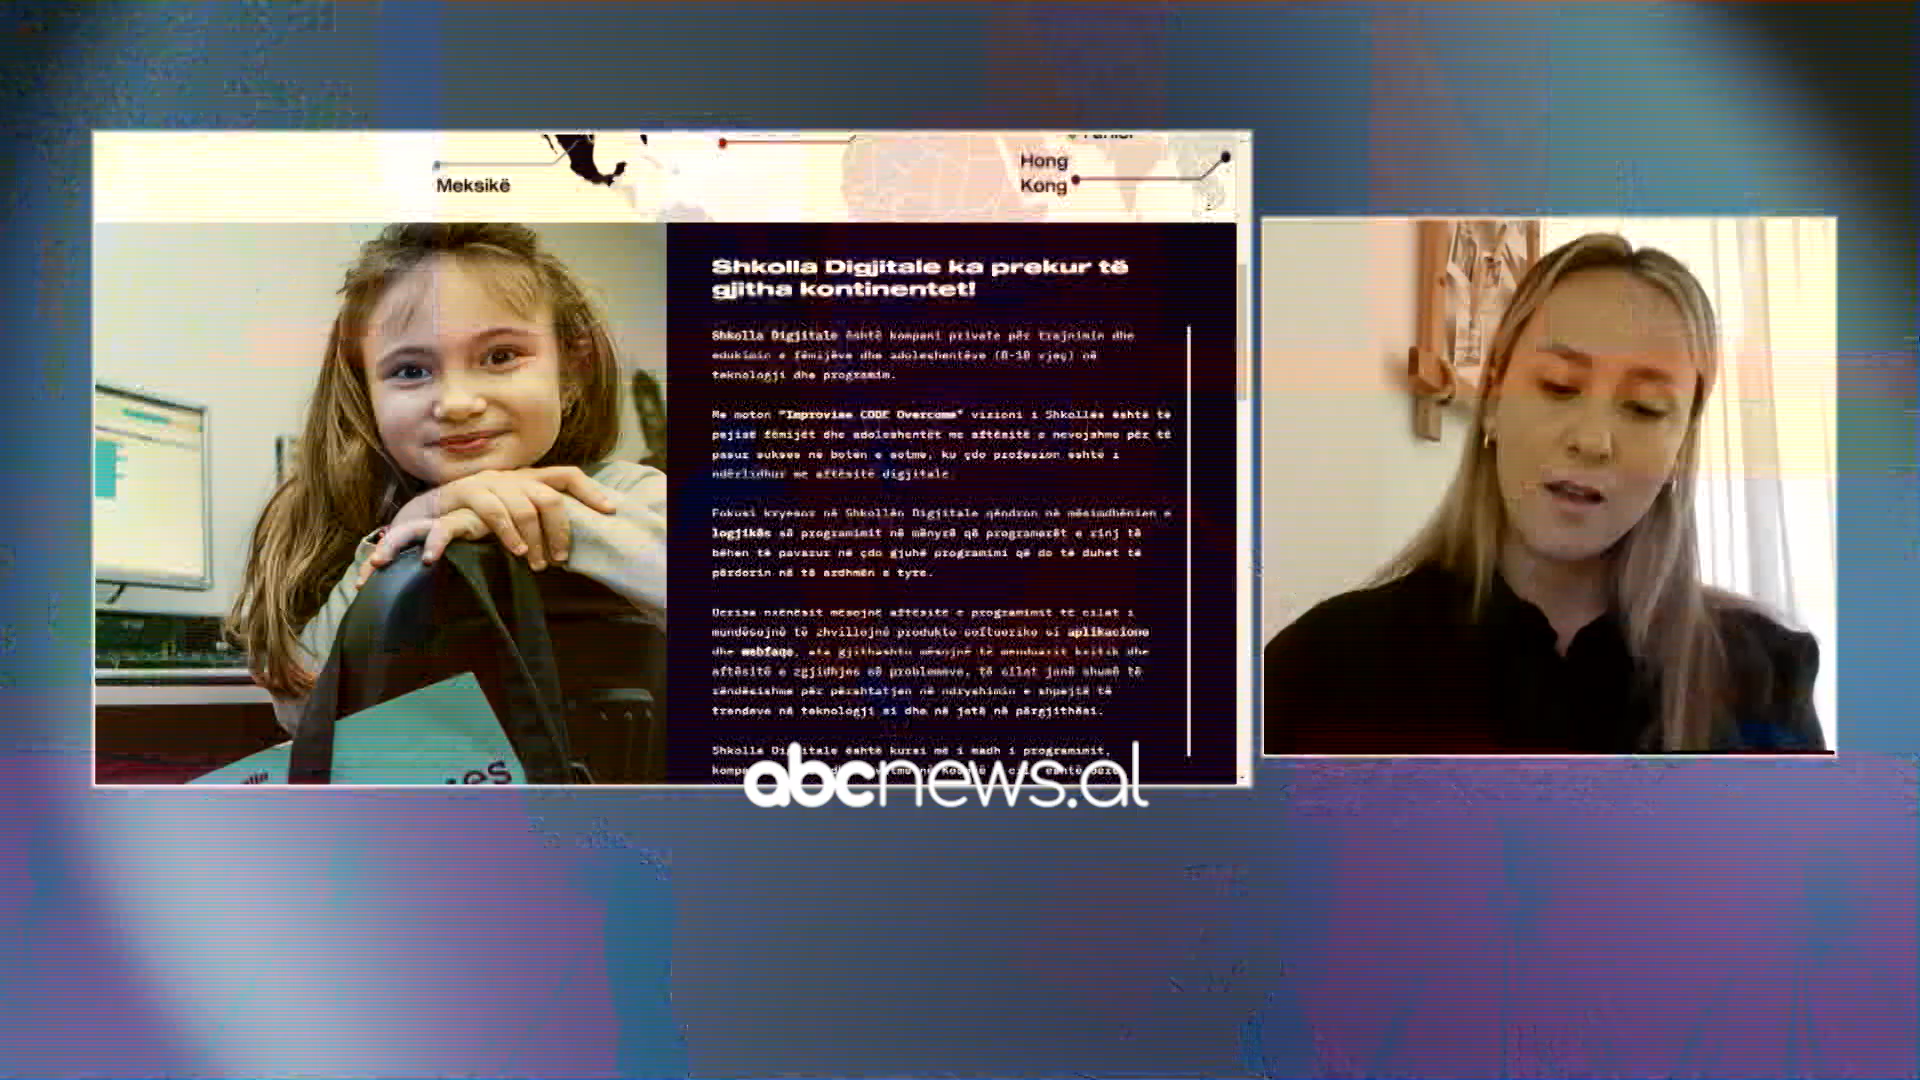 Meksikë
Hong
Kong
Shkolla Digjitale ka prekur të
gjitha kontinentet!
Shkolla Digjitale është kompani private për trajnimin dhe
edukimin e fëmijëve dhe adoleshentëve (8-18 vjeç) në
teknologji dhe programim.
Me moton "Improvise CODE Overcome" vizioni i Shkollës është të
pajisë fëmijët dhe adoleshentët me aftësitë e nevojshme për të
pasur sukses në botën e sotme, ku çdo profesion është i
ndërlidhur me aftësitë digjitale.
Fokusi kryesor në Shkollën Digjitale qëndron në mësimdhënien e
logjikës së programimit në mënyrë që programerët e rinj të
bëhen të pavarur në çdo gjuhë programimi që do të duhet të
përdorin në të ardhmën e tyre.
Derisa nxënësit mësojnë aftësitë e programimit të cilat i
mundësojnë të zhvillojnë produkte softuerike si aplikacione
dhe webfaqe, ata gjithashtu mësojnë të menduarit kritik dhe
aftësitë e zgjidhjes së problemeve, të cilat janë shumë të
rëndësishme për përshtatjen në ndryshimin e shpejtë të
trendeve në teknologji si dhe në jetë në përgjithësi.
Shkolla Digjitale është kursi më i madh i programimit,
abcnews.al